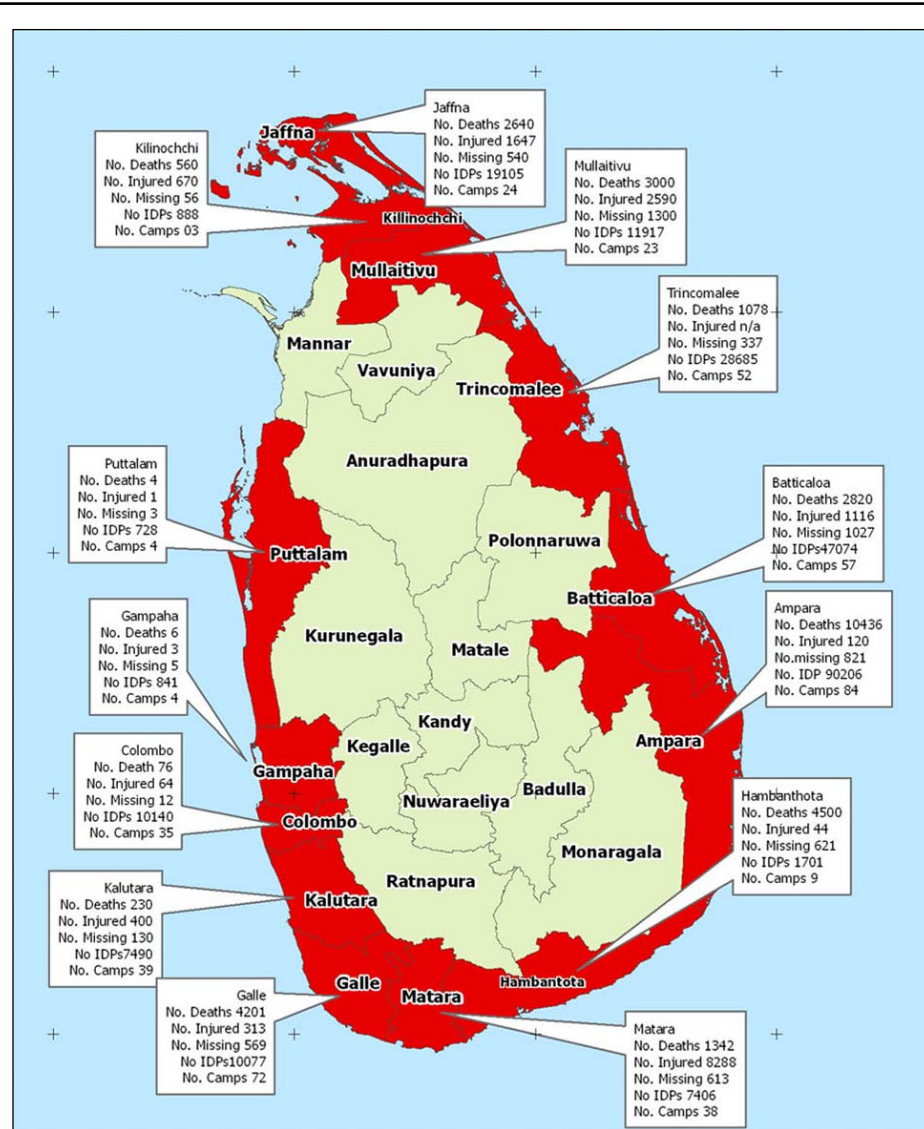 Jaffna
No. Deaths 2640
No. Injured 1647
No. Missing 540
No IDPs 19105
No. Camps 24
Kilinochchi
No. Deaths 560
No. Injured 670
No. Missing 56
No IDPs 888
No. Camps 03
Mullaitivu
No. Deaths 3000
No. Injured 2590
No. Missing 1300
No IDPs 11917
No. Camps 23
Trincomalee
No. Deaths 1078
No. Injured n/a
No. Missing 337
No IDPs 28685
No. Camps 52
Puttalam
No. Deaths 4
No. Injured 1
No. Missing 3
No IDPs 728
No. Camps 4
Batticaloa
No. Deaths 2820
No. Injured 1116
No. Missing 1027
No IDPs47074
No. Camps 57
Gampaha
No. Deaths 6
No. Injured 3
No. Missing 5
No IDPs 841
No. Camps 4
Ampara
No. Deaths 10436
No. Injured 120
No.missing 821
No. IDP 90206
No. Camps 84
Colombo
No. Death 76
No. Injured 64
No. Missing 12
No IDPs 10140
No. Camps 35
Hambanthota
No. Deaths 4500
No. Injured 44
No. Missing 621
No IDPs 1701
No. Camps 9
Kalutara
No. Deaths 230
No. Injured 400
No. Missing 130
No IDPs7490
No. Camps 39
Galle
No. Deaths 4201
No. Injured 313
No. Missing 569
No IDPs10077
No. Camps 72
Matara
No. Deaths 1342
No. Injured 8288
No. Missing 613
No IDPs 7406
No. Camps 38
Jaffna
Killinochchi
Mullaitivu
Mannar
Vavuniya
Trincomalee
Anuradhapura
Polonnaruwa
Puttalam
Batticaloa
Kurunegala
Matale
Kandy
Kegalle
Ampara
Gampaha
Nuwaraeliya
Badulla
Colombo
Monaragala
Ratnapura
Kalutara
Galle
Matara
Hambantota